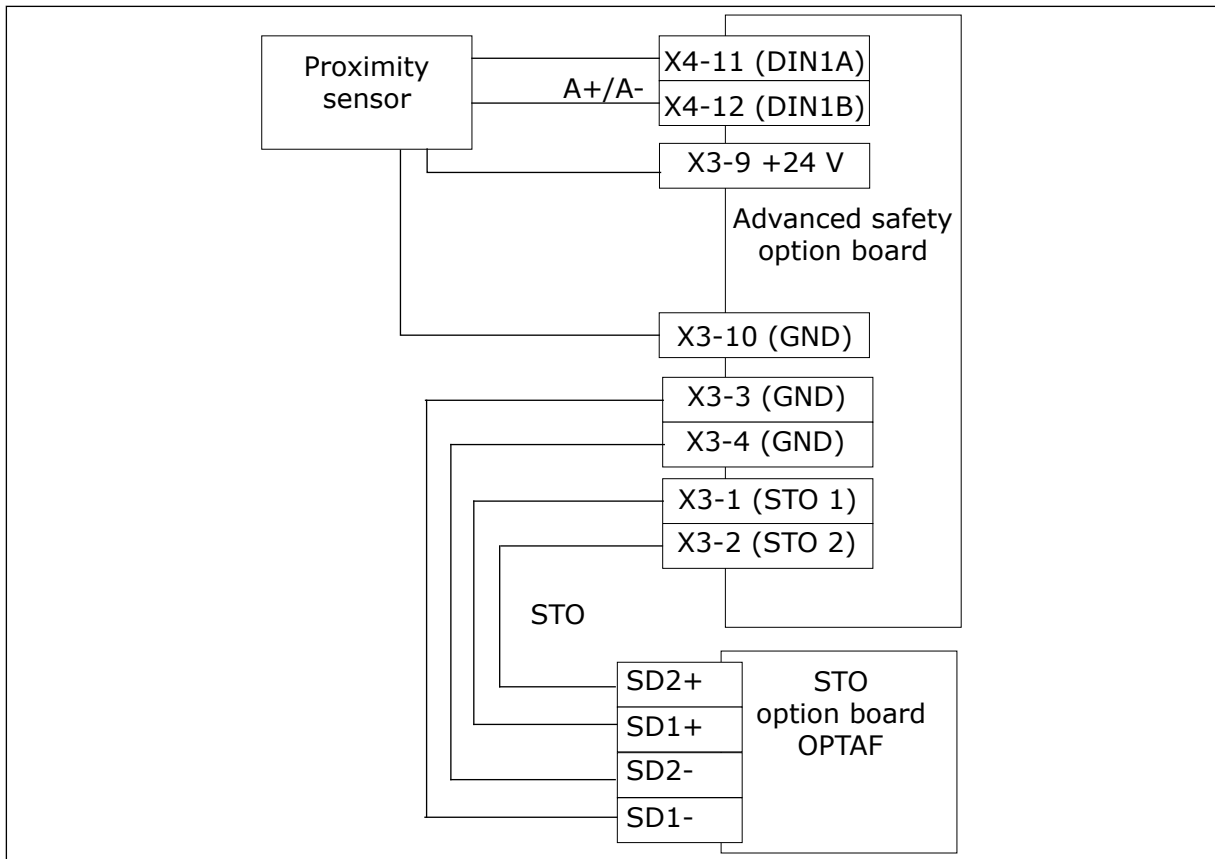 Proximity
sensor
A+/A-
X4-11 (DIN1A)
X4-12 (DIN1B)
X3-9 +24 V
Advanced safety
option board
X3-10 (GND)
X3-3 (GND)
X3-4 (GND)
X3-1 (STO 1)
X3-2 (STO 2)
STO
SD2+
SD1+
SD2-
SD1-
STO
option board
OPTAF